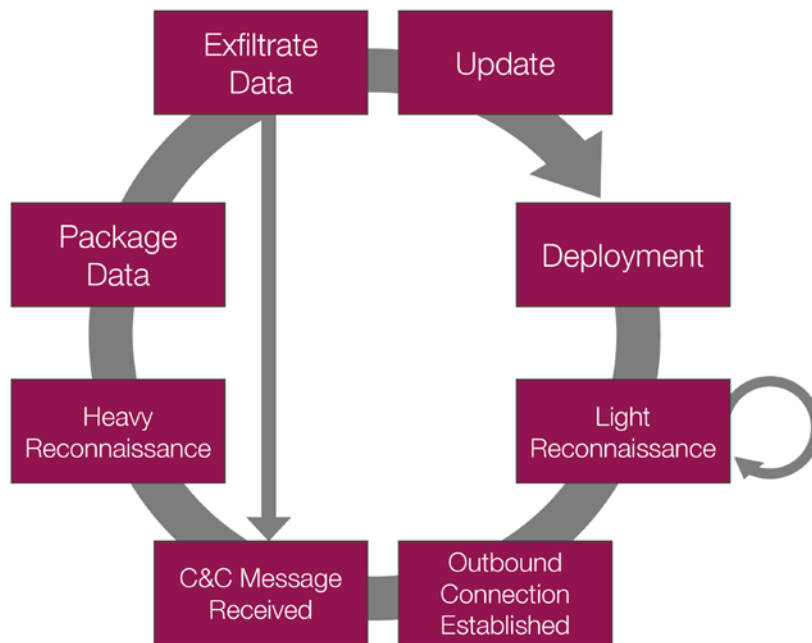 Exfiltrate
Data
Update
Package
Data
Deployment
Heavy
Reconnaissance
Light
Reconnaissance
C&C Message
Received
Outbound
Connection
Established